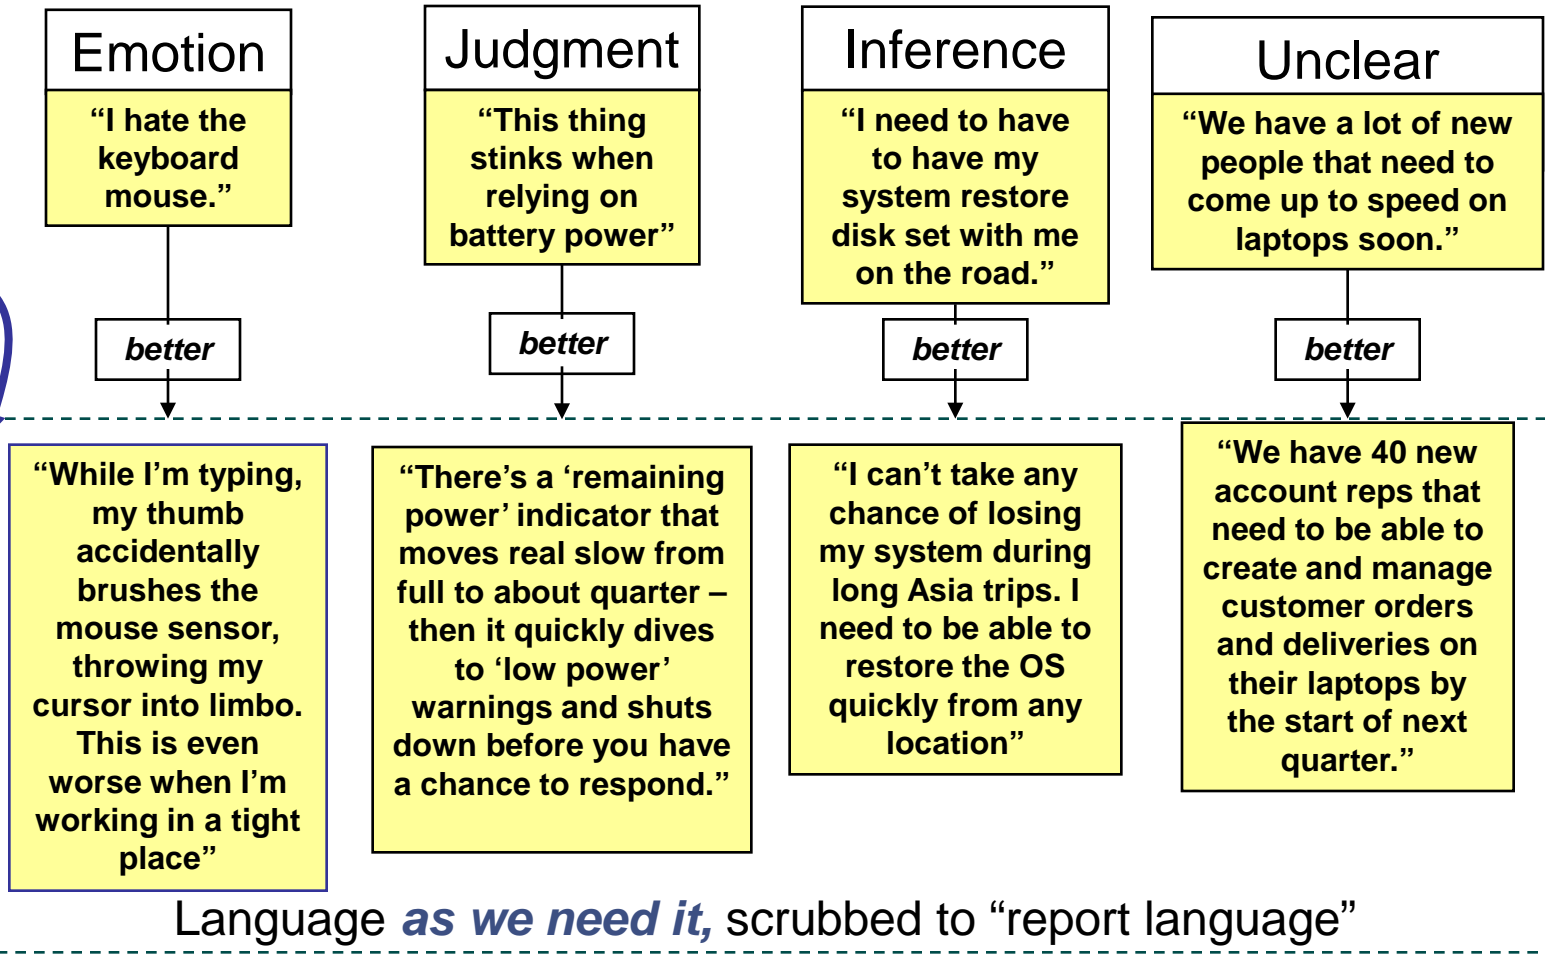 Emotion
“I hate the
keyboard
mouse.”
better
“While I’m typing,
my thumb
accidentally
brushes the
mouse sensor,
throwing my
cursor into limbo.
This is even
worse when I’m
working in a tight
place”
Judgment
“This thing
stinks when
relying on
battery power”
better
“There’s a ‘remaining
power’ indicator that
moves real slow from
full to about quarter –
then it quickly dives
to ‘low power’
warnings and shuts
down before you have
a chance to respond.”
Inference
“I need to have
to have my
system restore
disk set with me
on the road.”
better
“I can’t take any
chance of losing
my system during
long Asia trips. I
need to be able to
restore the OS
quickly from any
location”
Unclear
“We have a lot of new
people that need to
come up to speed on
laptops soon.”
better
“We have 40 new
account reps that
need to be able to
create and manage
customer orders
and deliveries on
their laptops by
the start of next
quarter.”
Language as we need it, scrubbed to “report language”